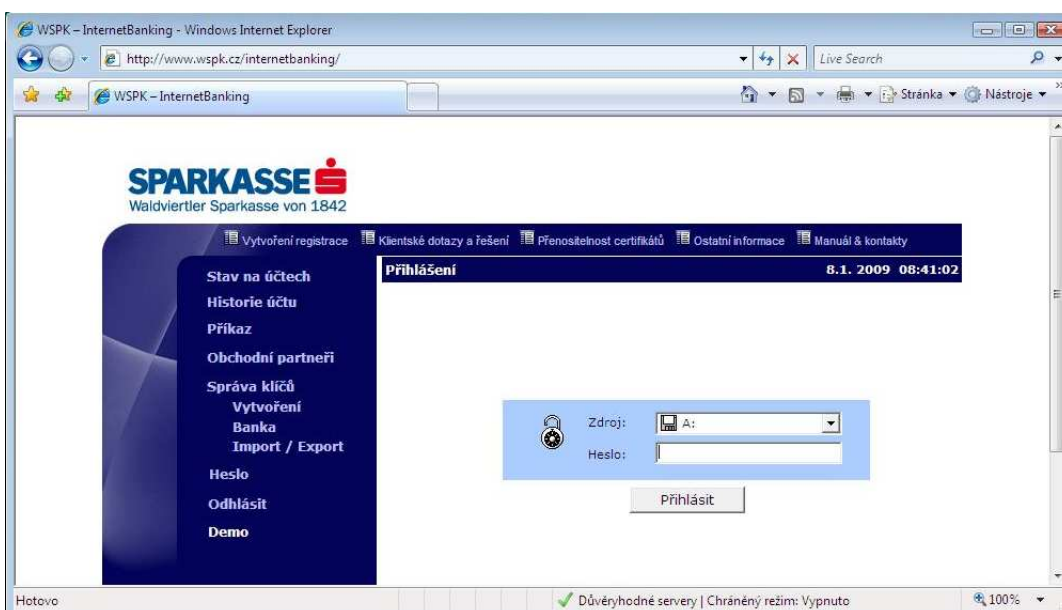 WSPK – InternetBanking - Windows Internet Explorer
http://www.wspk.cz/internetbanking/
Live Search
WSPK – InternetBanking
Stránka
Nástroje
SPARKASSE
Waldviertler Sparkasse von 1842
Vytvoření registrace Klientské dotazy a řešení Přenositelnost certifikátů Ostatní informace Manuál & kontakty
Přihlášení 8.1. 2009 08:41:02
Stav na účtech
Historie účtu
Příkaz
Obchodní partneři
Správa klíčů
Vytvoření
Banka
Import / Export
Heslo
Odhlásit
Demo
Zdroj: A:
Heslo:
Přihlásit
Hotovo
Důvěryhodné servery | Chráněný režim: Vypnuto
100%